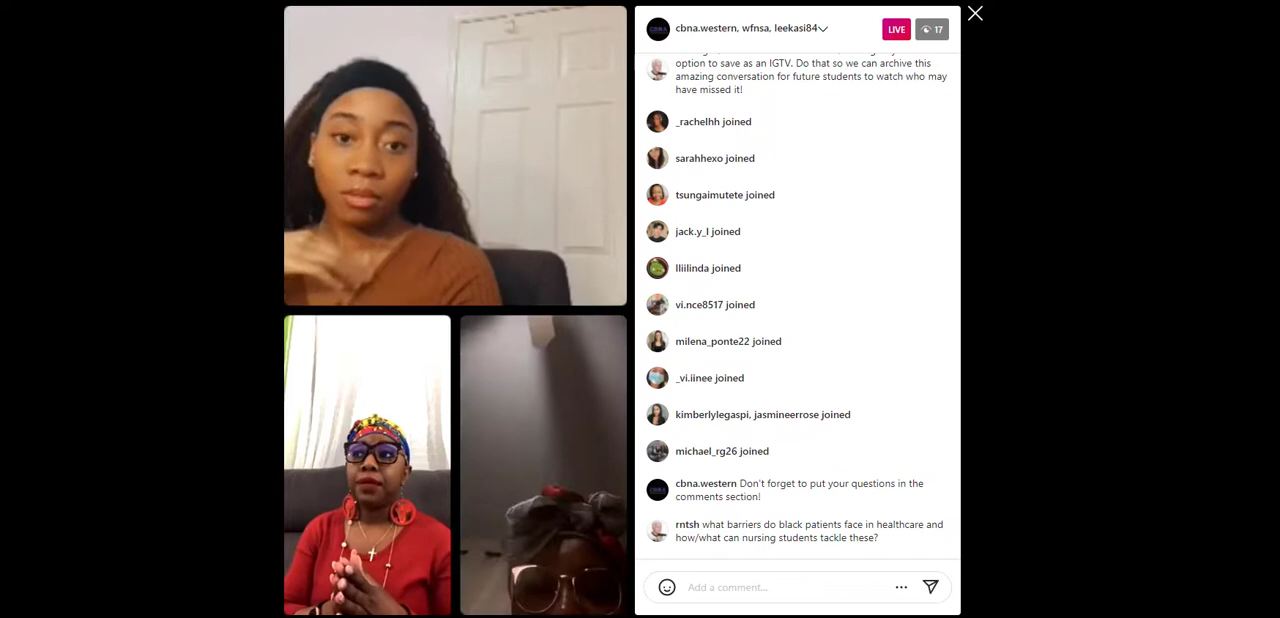 cbna.western, wfnsa, leekasi84
LIVE
17
option to save as an IGTV. Do that so we can archive this
amazing conversation for future students to watch who may
have missed it!
_rachelhh joined
sarahhexo joined
tsungaimutete joined
jack.y_l joined
lliilinda joined
vi.nce8517 joined
milena_ponte22 joined
_vi.iinee joined
kimberlylegaspi, jasmineerrose joined
michael_rg26 joined
cbna.western Don't forget to put your questions in the
comments section!
rntsh what barriers do black patients face in healthcare and
how/what can nursing students tackle these?
Add a comment...